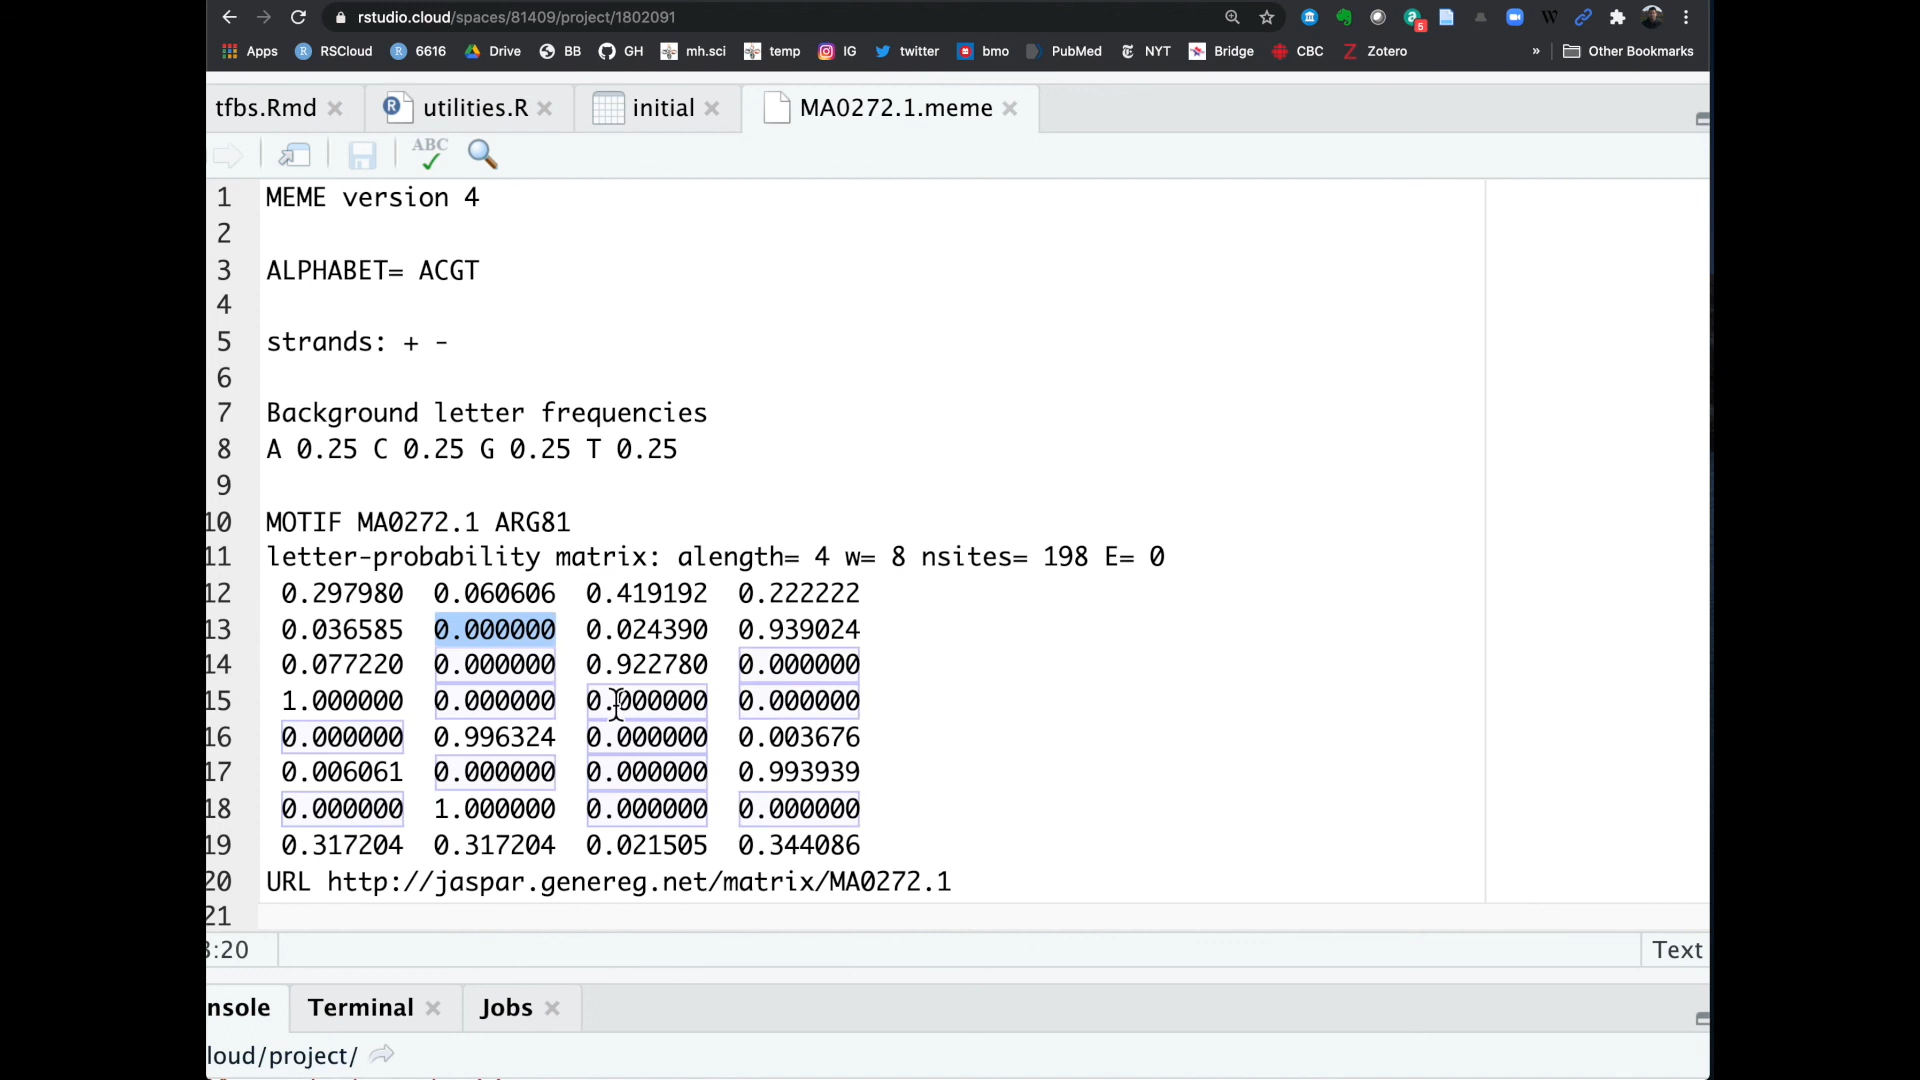 rstudio.cloud/spaces/81409/project/1802091
5
Apps RSCloud 6616 Drive BB GH mh.sci temp IG twitter bmo PubMed NYT Bridge CBC Zotero » Other Bookmarks
tfbs.Rmd utilities.R initial MA0272.1.meme
ABC
1 MEME version 4
2
3 ALPHABET= ACGT
4
5 strands: + -
6
7 Background letter frequencies
8 A 0.25 C 0.25 G 0.25 T 0.25
9
10 MOTIF MA0272.1 ARG81
11 letter-probability matrix: alength= 4 w= 8 nsites= 198 E= 0
12 0.297980 0.060606 0.419192 0.222222
13 0.036585 0.000000 0.024390 0.939024
14 0.077220 0.000000 0.922780 0.000000
15 1.000000 0.000000 0.000000 0.000000
16 0.000000 0.996324 0.000000 0.003676
17 0.006061 0.000000 0.000000 0.993939
18 0.000000 1.000000 0.000000 0.000000
19 0.317204 0.317204 0.021505 0.344086
20 URL http://jaspar.genereg.net/matrix/MA0272.1
21
3:20 Text
nsole Terminal Jobs
loud/project/